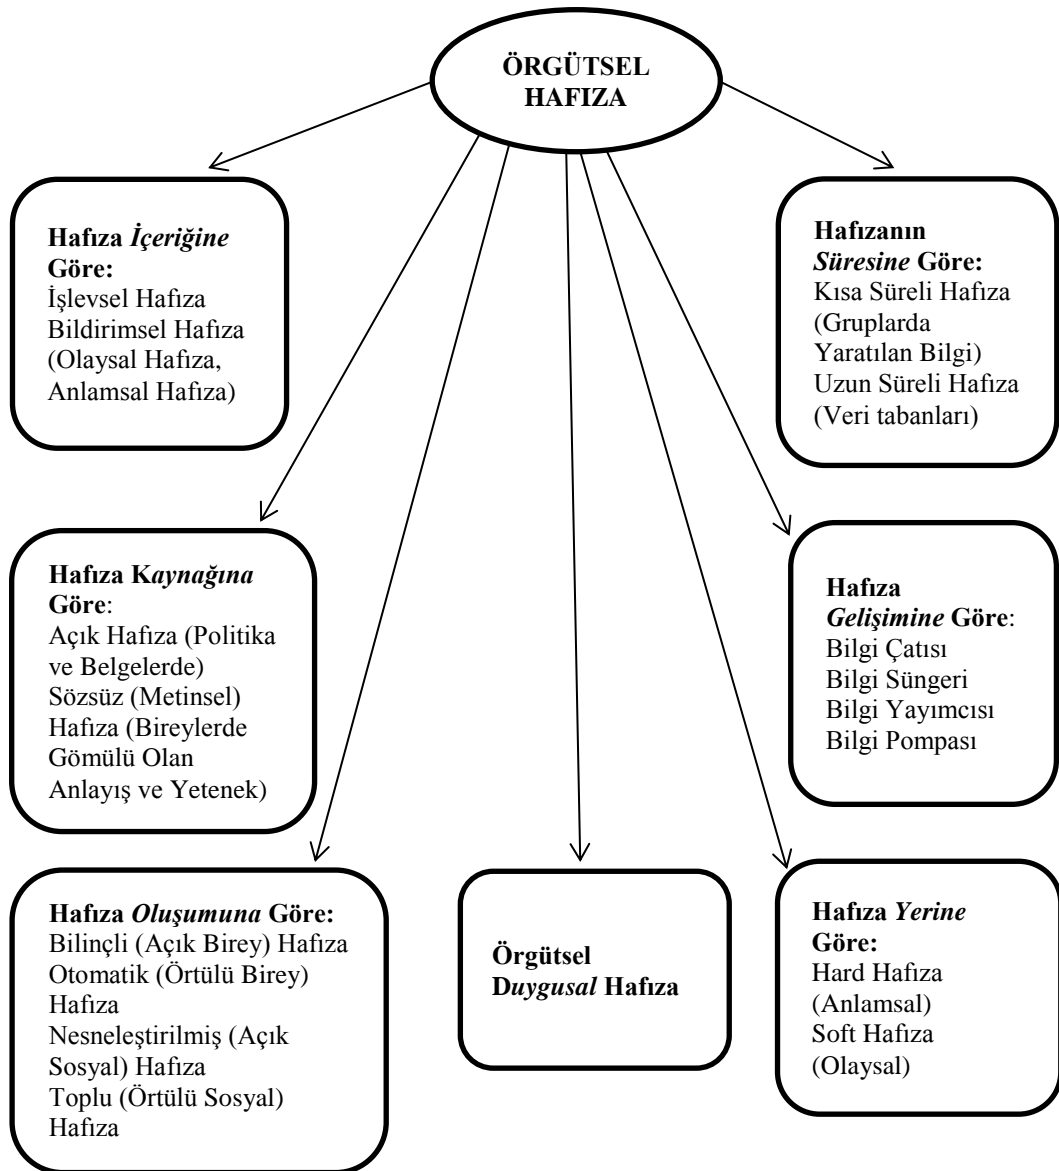 ÖRGÜTSEL
HAFIZA
Hafıza İçeriğine
Göre:
İşlevsel Hafıza
Bildirimsel Hafıza
(Olaysal Hafıza,
Anlamsal Hafıza)
Hafızanın
Süresine Göre:
Kısa Süreli Hafıza
(Gruplarda
Yaratılan Bilgi)
Uzun Süreli Hafıza
(Veri tabanları)
Hafıza Kaynağına
Göre:
Açık Hafıza (Politika
ve Belgelerde)
Sözsüz (Metinsel)
Hafıza (Bireylerde
Gömülü Olan
Anlayış ve Yetenek)
Hafıza
Gelişimine Göre:
Bilgi Çatısı
Bilgi Süngeri
Bilgi Yayımcısı
Bilgi Pompası
Hafıza Oluşumuna Göre:
Bilinçli (Açık Birey) Hafıza
Otomatik (Örtülü Birey)
Hafıza
Nesneleştirilmiş (Açık
Sosyal) Hafıza
Toplu (Örtülü Sosyal)
Hafıza
Örgütsel
Duygusal Hafıza
Hafıza Yerine
Göre:
Hard Hafıza
(Anlamsal)
Soft Hafıza
(Olaysal)